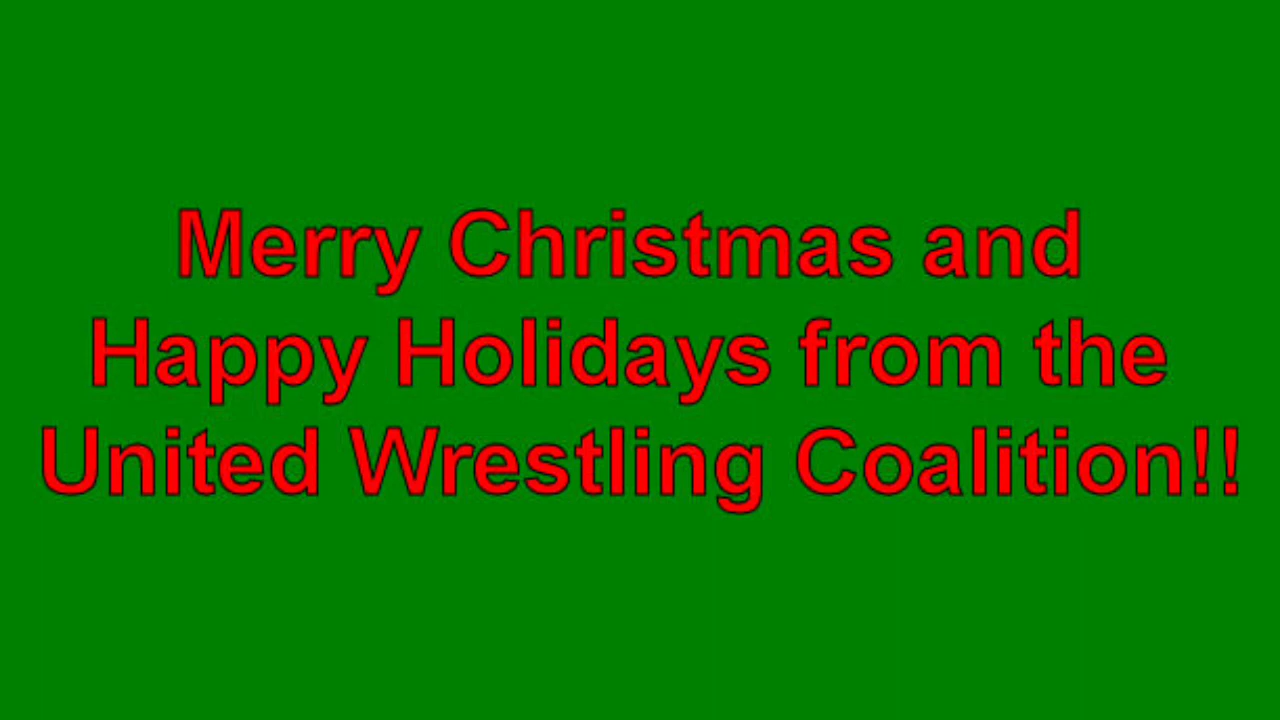 Merry Christmas and
Happy Holidays from the
United Wrestling Coalition!!